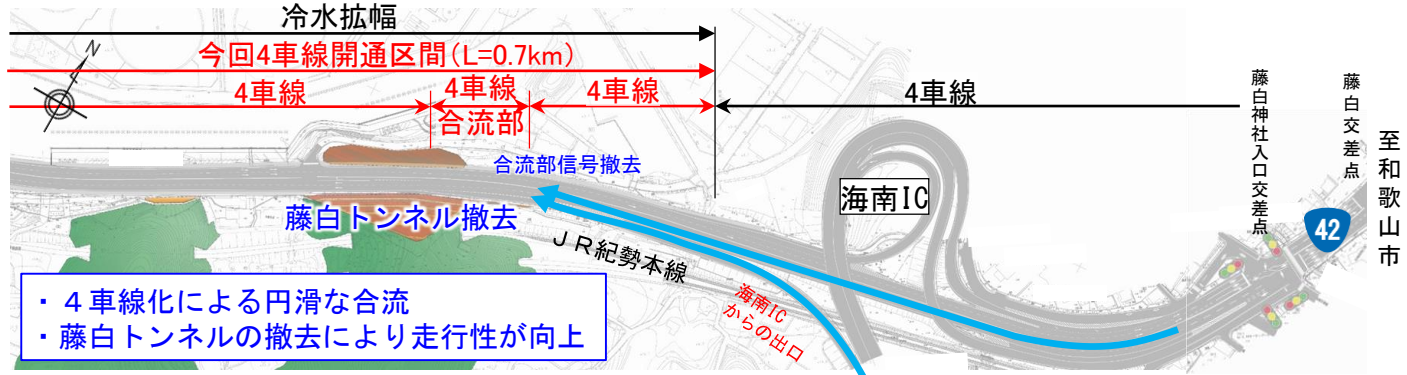 冷水拡幅
今回4車線開通区間(L=0.7km)
4車線
4車線
合流部
4車線
4車線
N
合流部信号撤去
藤白トンネル撤去
JR紀勢本線
海南IC
海南IC
からの出口
藤白神社入口交差点
藤白交差点
至和歌山市
42
・４車線化による円滑な合流
・藤白トンネルの撤去により走行性が向上